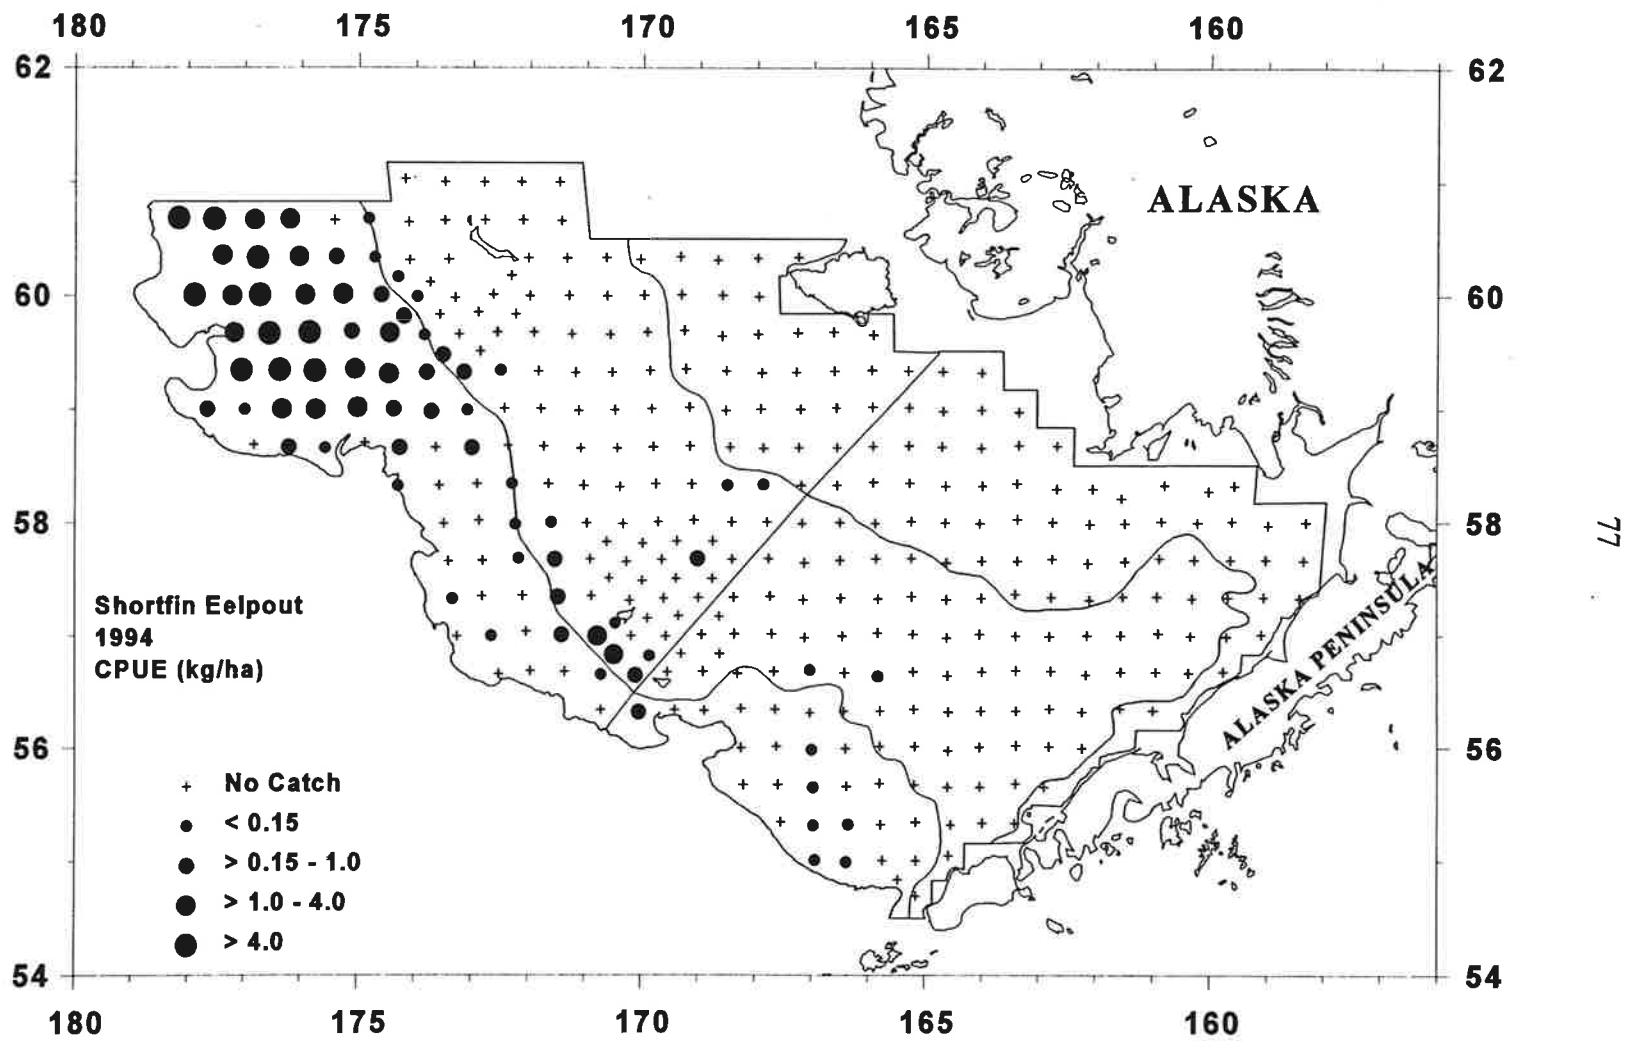 180 175 170 165 160
62 62
ALASKA
60 60
58 58
77
Shortfin Eelpout
1994
CPUE (kg/ha)
ALASKA PENINSULA
56 56
+ No Catch
< 0.15
> 0.15 - 1.0
> 1.0 - 4.0
> 4.0
54 54
180 175 170 165 160